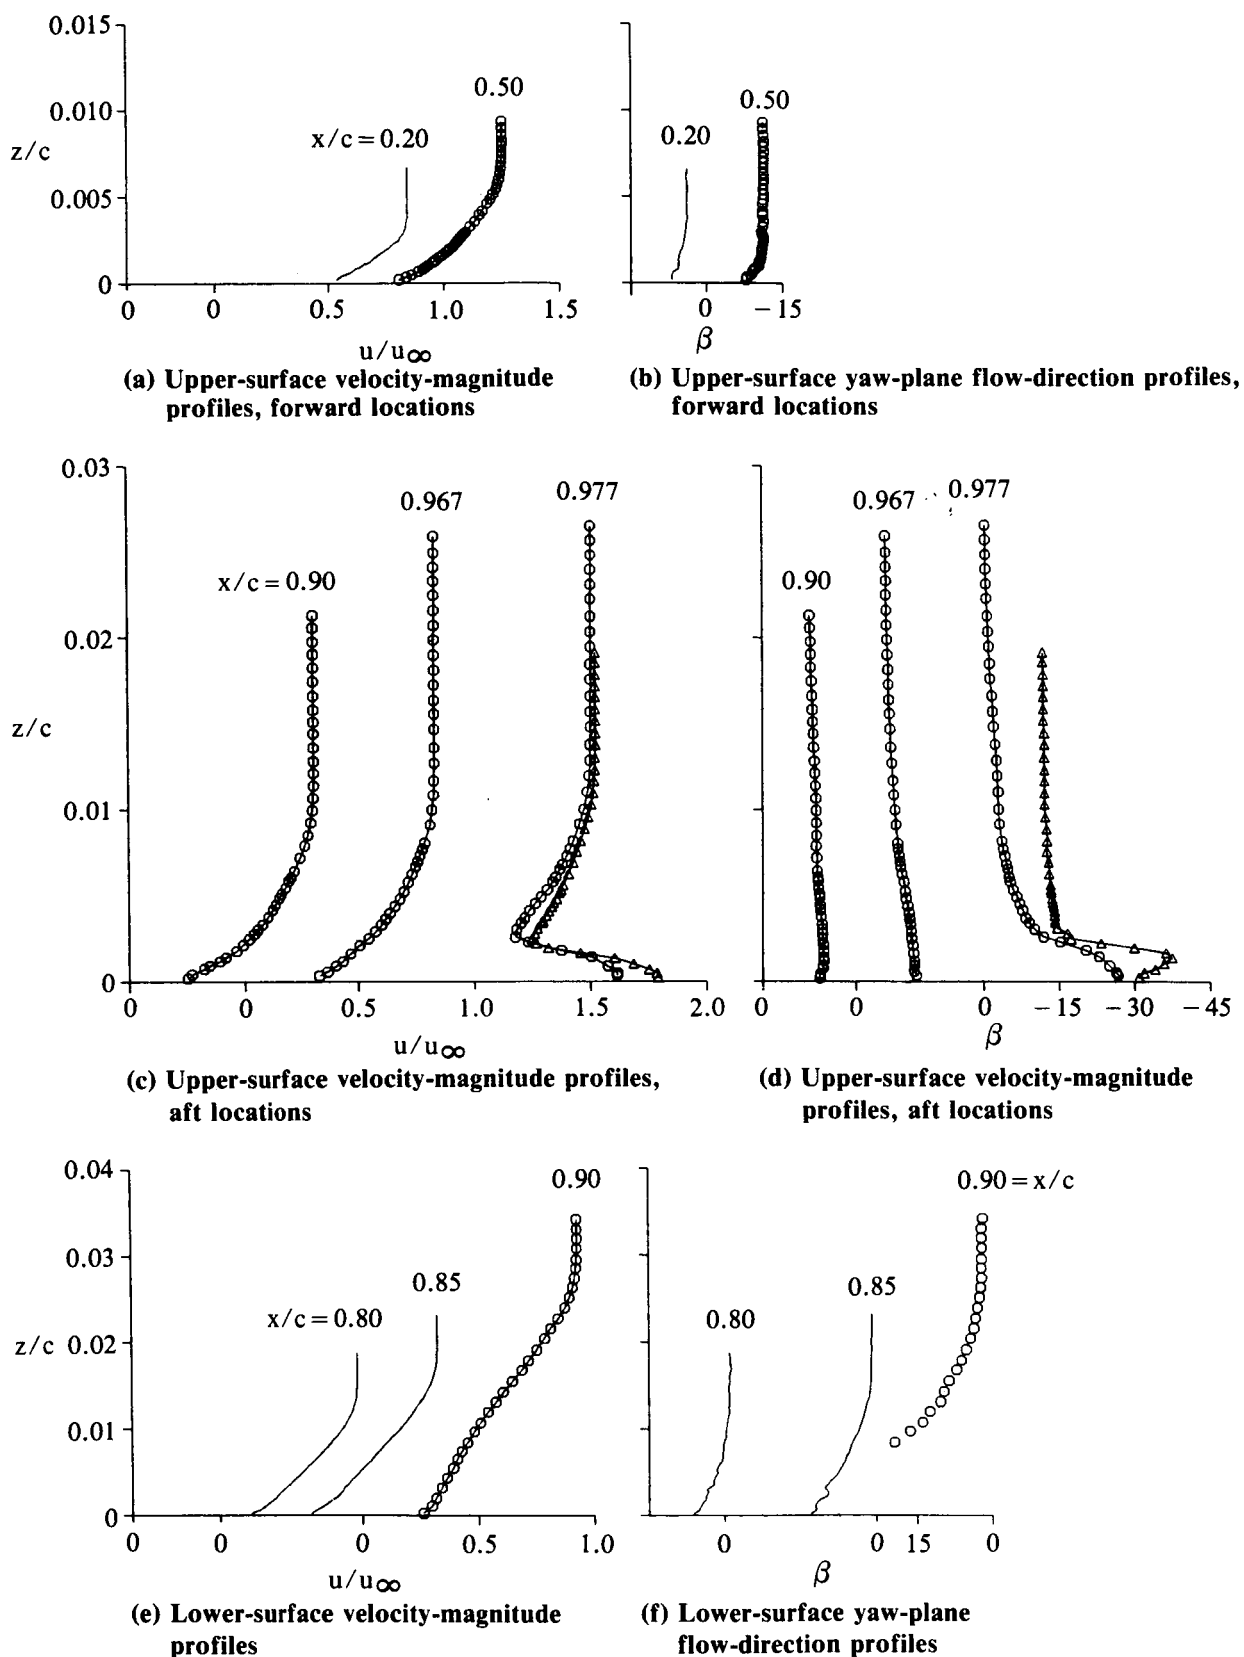 0.015
0.010
0.005
0
z/c
x/c = 0.20
0.50
0 0 0.5 1.0 1.5
u/u∞
(a) Upper-surface velocity-magnitude
profiles, forward locations
0.20
0.50
0 −15
β
(b) Upper-surface yaw-plane flow-direction profiles,
forward locations
0.03
0.02
0.01
0
z/c
x/c = 0.90
0.967
0.977
0 0 0.5 1.0 1.5 2.0
u/u∞
(c) Upper-surface velocity-magnitude profiles,
aft locations
0.90
0.967
0.977
0 0 0 −15 −30 −45
β
(d) Upper-surface velocity-magnitude
profiles, aft locations
0.04
0.03
0.02
0.01
0
z/c
x/c = 0.80
0.85
0.90
0 0 0 0.5 1.0
u/u∞
(e) Lower-surface velocity-magnitude
profiles
0.80
0.85
0.90 = x/c
0 0 15 0
β
(f) Lower-surface yaw-plane
flow-direction profiles